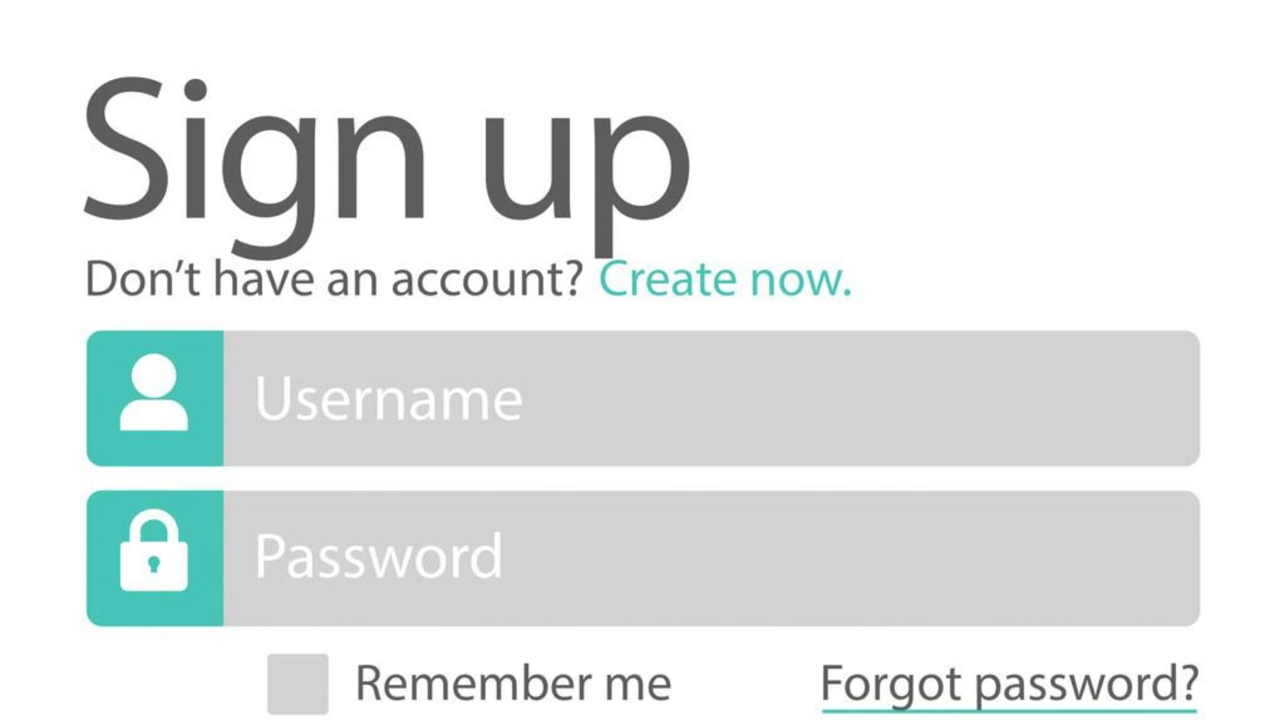 Sign up
Don’t have an account? Create now.
Username
Password
Remember me Forgot password?